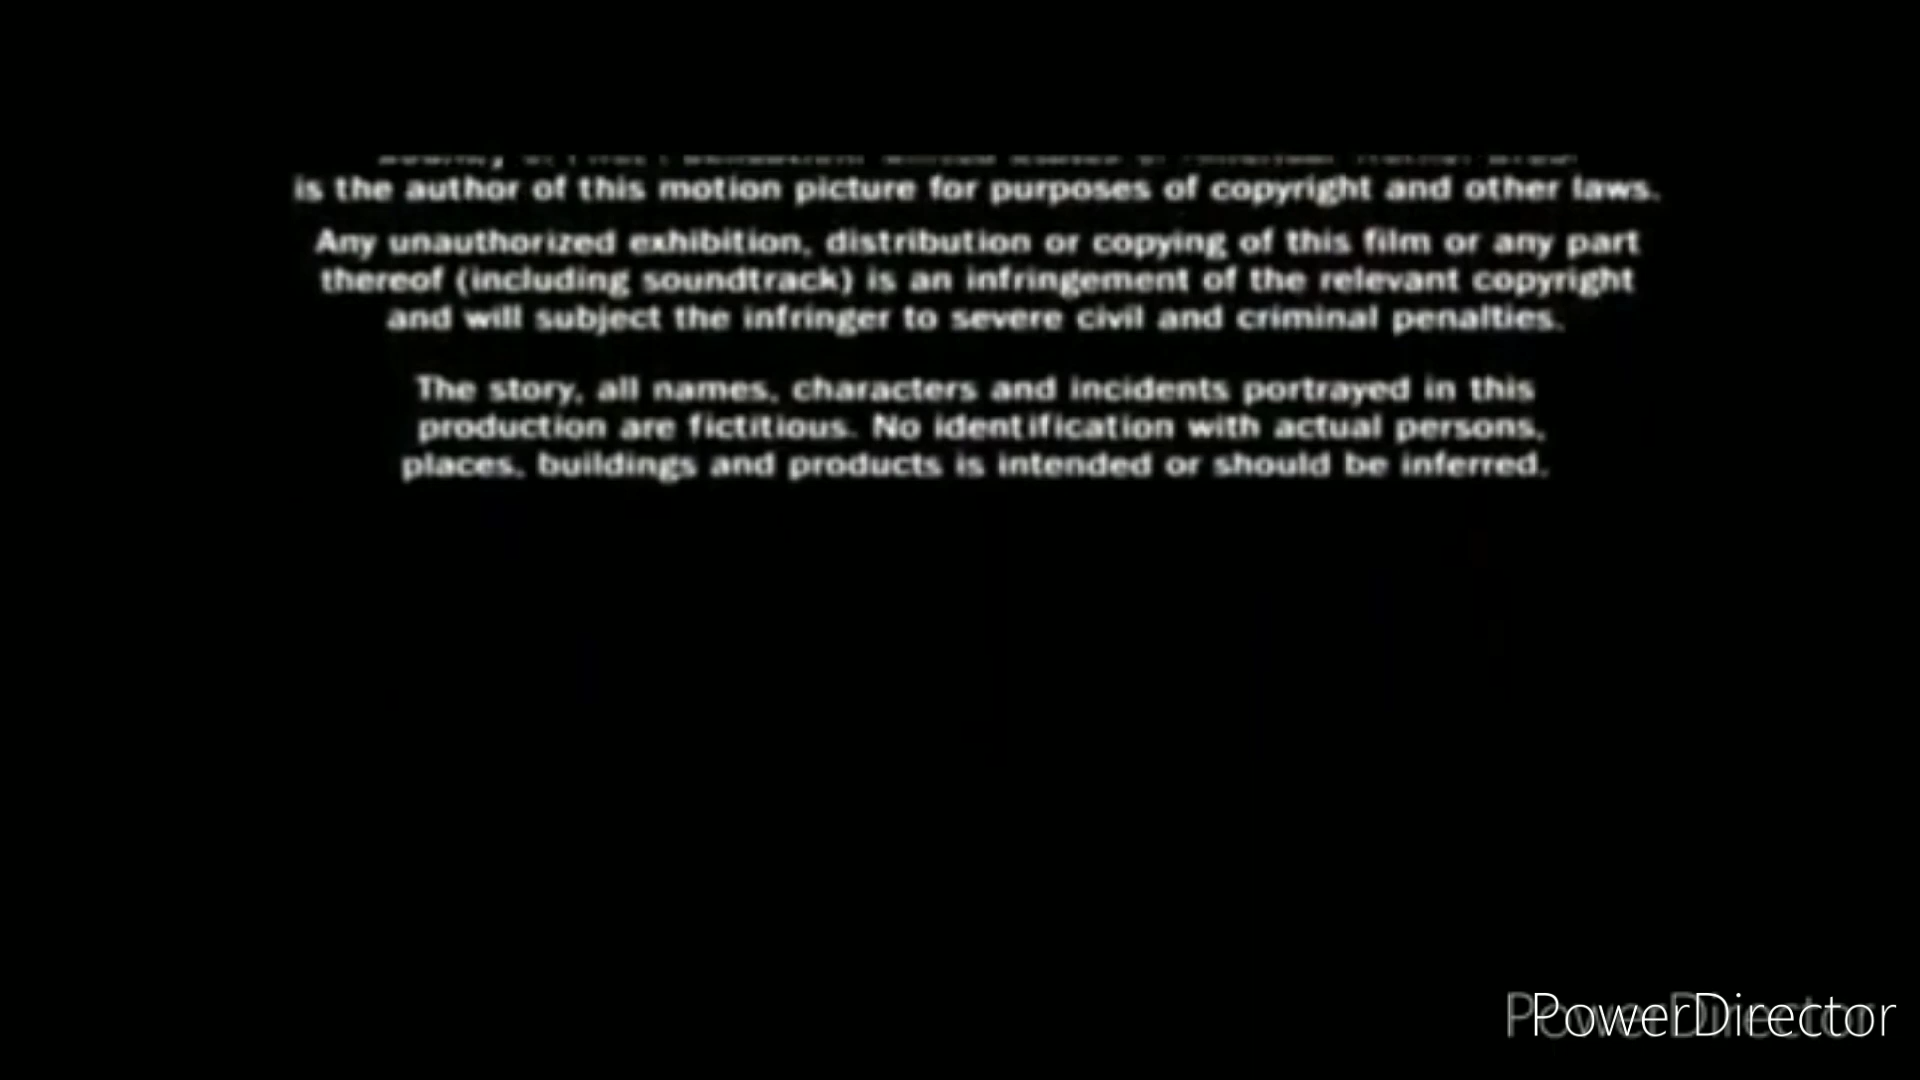 is the author of this motion picture for purposes of copyright and other laws.
Any unauthorized exhibition, distribution or copying of this film or any part
thereof (including soundtrack) is an infringement of the relevant copyright
and will subject the infringer to severe civil and criminal penalties.
The story, all names, characters and incidents portrayed in this
production are fictitious. No identification with actual persons,
places, buildings and products is intended or should be inferred.
PowerDirector